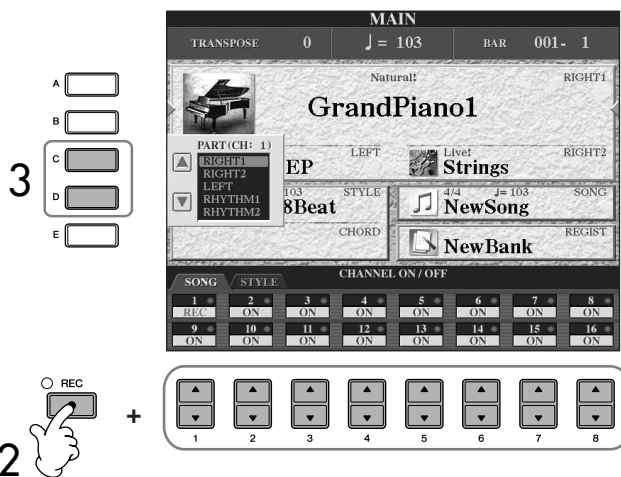 MAIN
TRANSPOSE 0 ♩= 103 BAR 001- 1
Natural! RIGHT1
GrandPiano1
PART(CH: 1)
RIGHT1
RIGHT2
LEFT
RHYTHM1
RHYTHM2
LEFT
EP
Live! RIGHT2
Strings
103 STYLE
8Beat
4/4 ♩= 103 SONG
NewSong
CHORD
REGIST
NewBank
SONG STYLE CHANNEL ON / OFF
1 2 3 4 5 6 7 8
REC ON ON ON ON ON ON ON
9 10 11 12 13 14 15 16
ON ON ON ON ON ON ON ON
A
B
C
D
E
3
REC
+
2
1 2 3 4 5 6 7 8